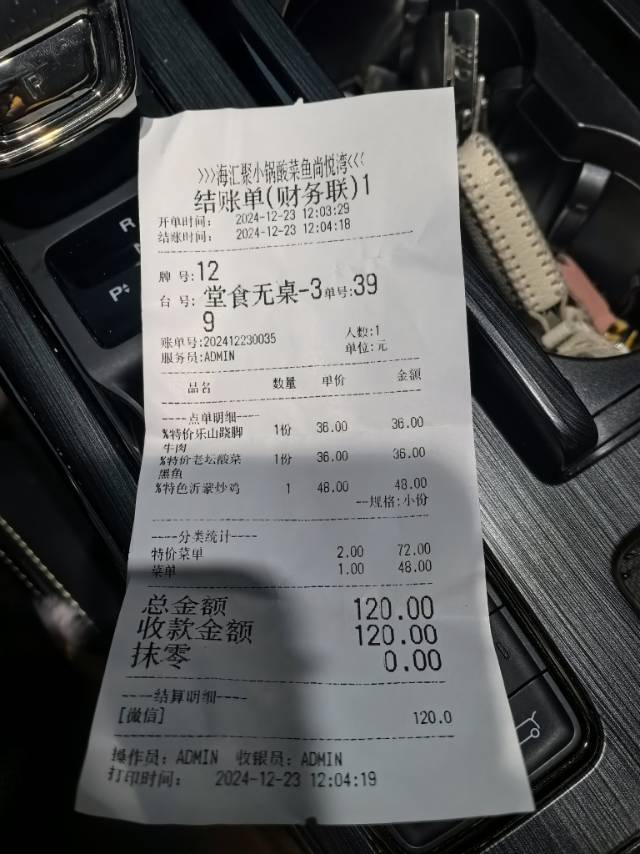 >>>海汇聚小锅酸菜鱼尚悦湾<<<
结账单(财务联)1
开单时间: 2024-12-23 12:03:29
结账时间: 2024-12-23 12:04:18
牌 号:12
台 号: 堂食无桌-3单号:39
9
账单号:202412230035 人数:1
服务员:ADMIN 单位:元
品名 数量 单价 金额
----点单明细----
%特价乐山跷脚 1份 36.00 36.00
牛肉
%特价老坛酸菜 1份 36.00 36.00
黑鱼
%特色沂蒙炒鸡 1 48.00 48.00
--规格:小份
----分类统计----
特价菜单 2.00 72.00
菜单 1.00 48.00
总金额 120.00
收款金额 120.00
抹零 0.00
----结算明细----
[微信] 120.0
操作员: ADMIN 收银员: ADMIN
打印时间: 2024-12-23 12:04:19
R
P
P